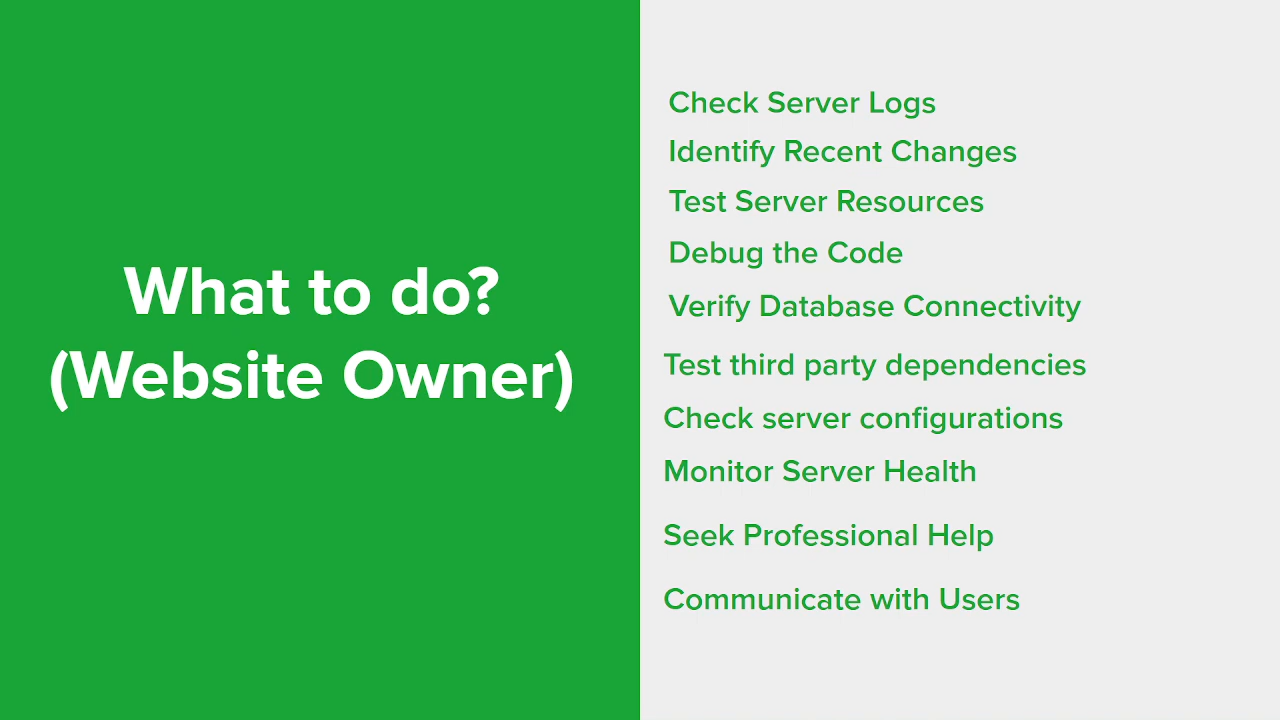 What to do?
(Website Owner)
Check Server Logs
Identify Recent Changes
Test Server Resources
Debug the Code
Verify Database Connectivity
Test third party dependencies
Check server configurations
Monitor Server Health
Seek Professional Help
Communicate with Users